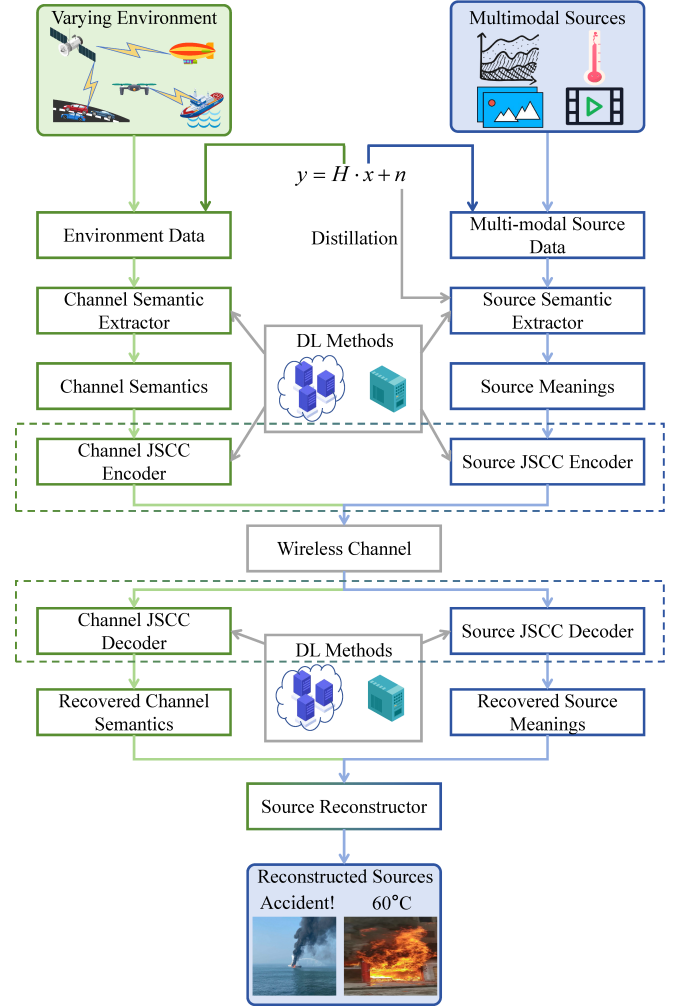 Varying Environment
Multimodal Sources
y = H · x + n
Distillation
Environment Data
Multi-modal Source
Data
Channel Semantic
Extractor
Source Semantic
Extractor
DL Methods
Channel Semantics
Source Meanings
Channel JSCC
Encoder
Source JSCC Encoder
Wireless Channel
Channel JSCC
Decoder
Source JSCC Decoder
DL Methods
Recovered Channel
Semantics
Recovered Source
Meanings
Source Reconstructor
Reconstructed Sources
Accident!
60°C